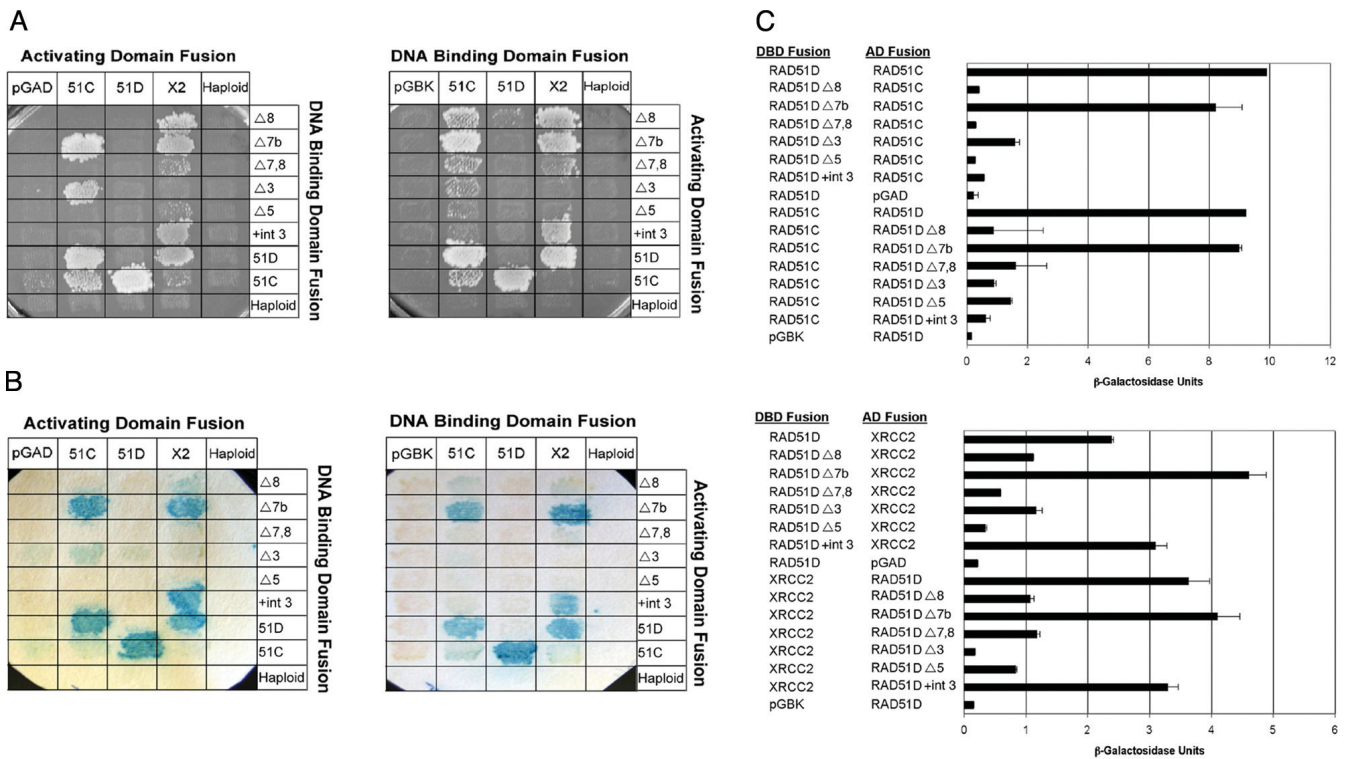 A
Activating Domain Fusion
pGAD 51C 51D X2 Haploid
△8
△7b
△7,8
△3
△5
+int 3
51D
51C
Haploid
DNA Binding Domain Fusion
DNA Binding Domain Fusion
pGBK 51C 51D X2 Haploid
△8
△7b
△7,8
△3
△5
+int 3
51D
51C
Haploid
Activating Domain Fusion
B
Activating Domain Fusion
pGAD 51C 51D X2 Haploid
△8
△7b
△7,8
△3
△5
+int 3
51D
51C
Haploid
DNA Binding Domain Fusion
DNA Binding Domain Fusion
pGBK 51C 51D X2 Haploid
△8
△7b
△7,8
△3
△5
+int 3
51D
51C
Haploid
Activating Domain Fusion
C
DBD Fusion AD Fusion
RAD51D RAD51C
RAD51D △8 RAD51C
RAD51D △7b RAD51C
RAD51D △7,8 RAD51C
RAD51D △3 RAD51C
RAD51D △5 RAD51C
RAD51D +int 3 RAD51C
RAD51D pGAD
RAD51C RAD51D
RAD51C RAD51D △8
RAD51C RAD51D △7b
RAD51C RAD51D △7,8
RAD51C RAD51D △3
RAD51C RAD51D △5
RAD51C RAD51D +int 3
pGBK RAD51D
0 2 4 6 8 10 12
β-Galactosidase Units
DBD Fusion AD Fusion
RAD51D XRCC2
RAD51D △8 XRCC2
RAD51D △7b XRCC2
RAD51D △7,8 XRCC2
RAD51D △3 XRCC2
RAD51D △5 XRCC2
RAD51D +int 3 XRCC2
RAD51D pGAD
XRCC2 RAD51D
XRCC2 RAD51D △8
XRCC2 RAD51D △7b
XRCC2 RAD51D △7,8
XRCC2 RAD51D △3
XRCC2 RAD51D △5
XRCC2 RAD51D +int 3
pGBK RAD51D
0 1 2 3 4 5 6
β-Galactosidase Units